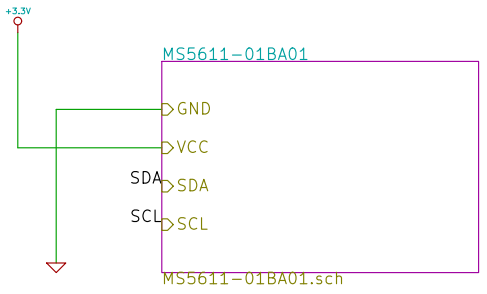 +3.3V
MS5611-01BA01
GND
VCC
SDA SDA
SCL SCL
MS5611-01BA01.sch